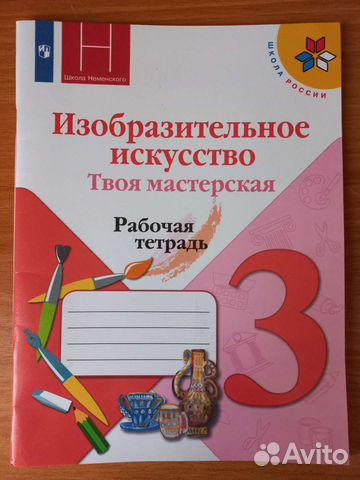 Н
Школа Неменского
ШКОЛА РОССИИ
Изобразительное
искусство
Твоя мастерская
Рабочая
тетрадь
3
Avito